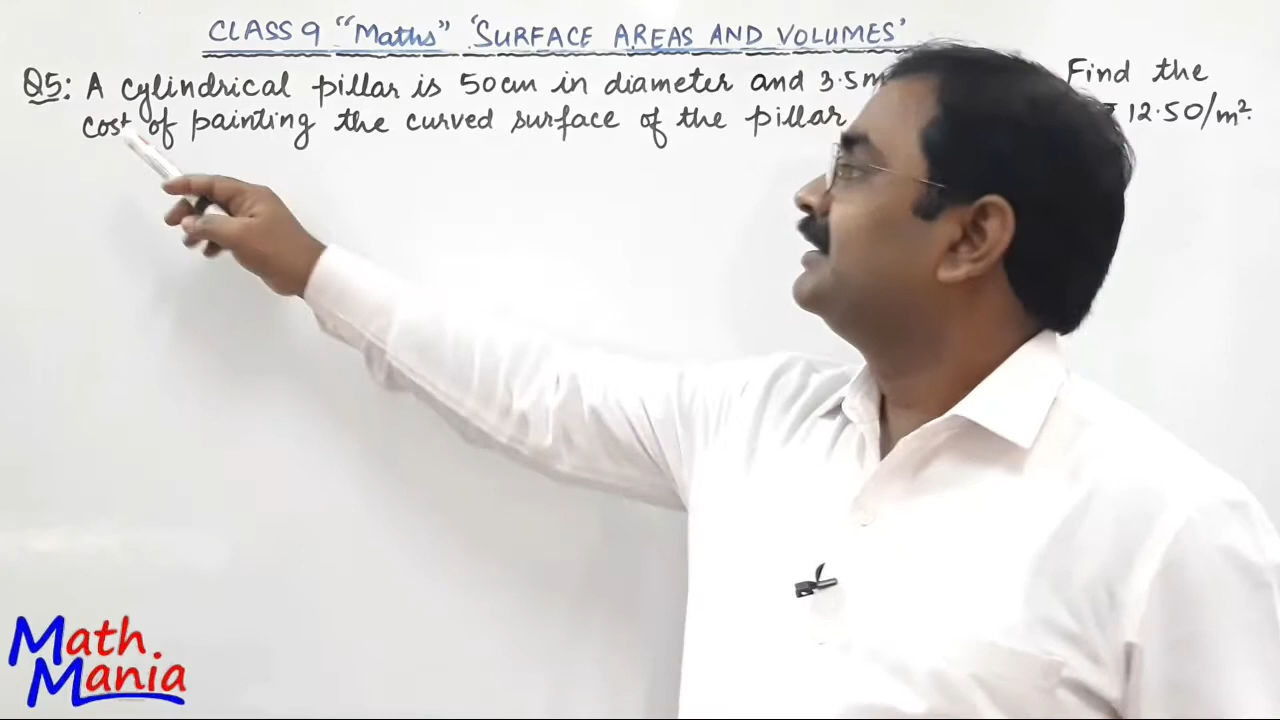 CLASS 9 "Maths" 'SURFACE AREAS AND VOLUMES'
Q5: A cylindrical pillar is 50cm in diameter and 3.5m Find the
cost of painting the curved surface of the pillar ₹ 12.50/m².
Math
Mania